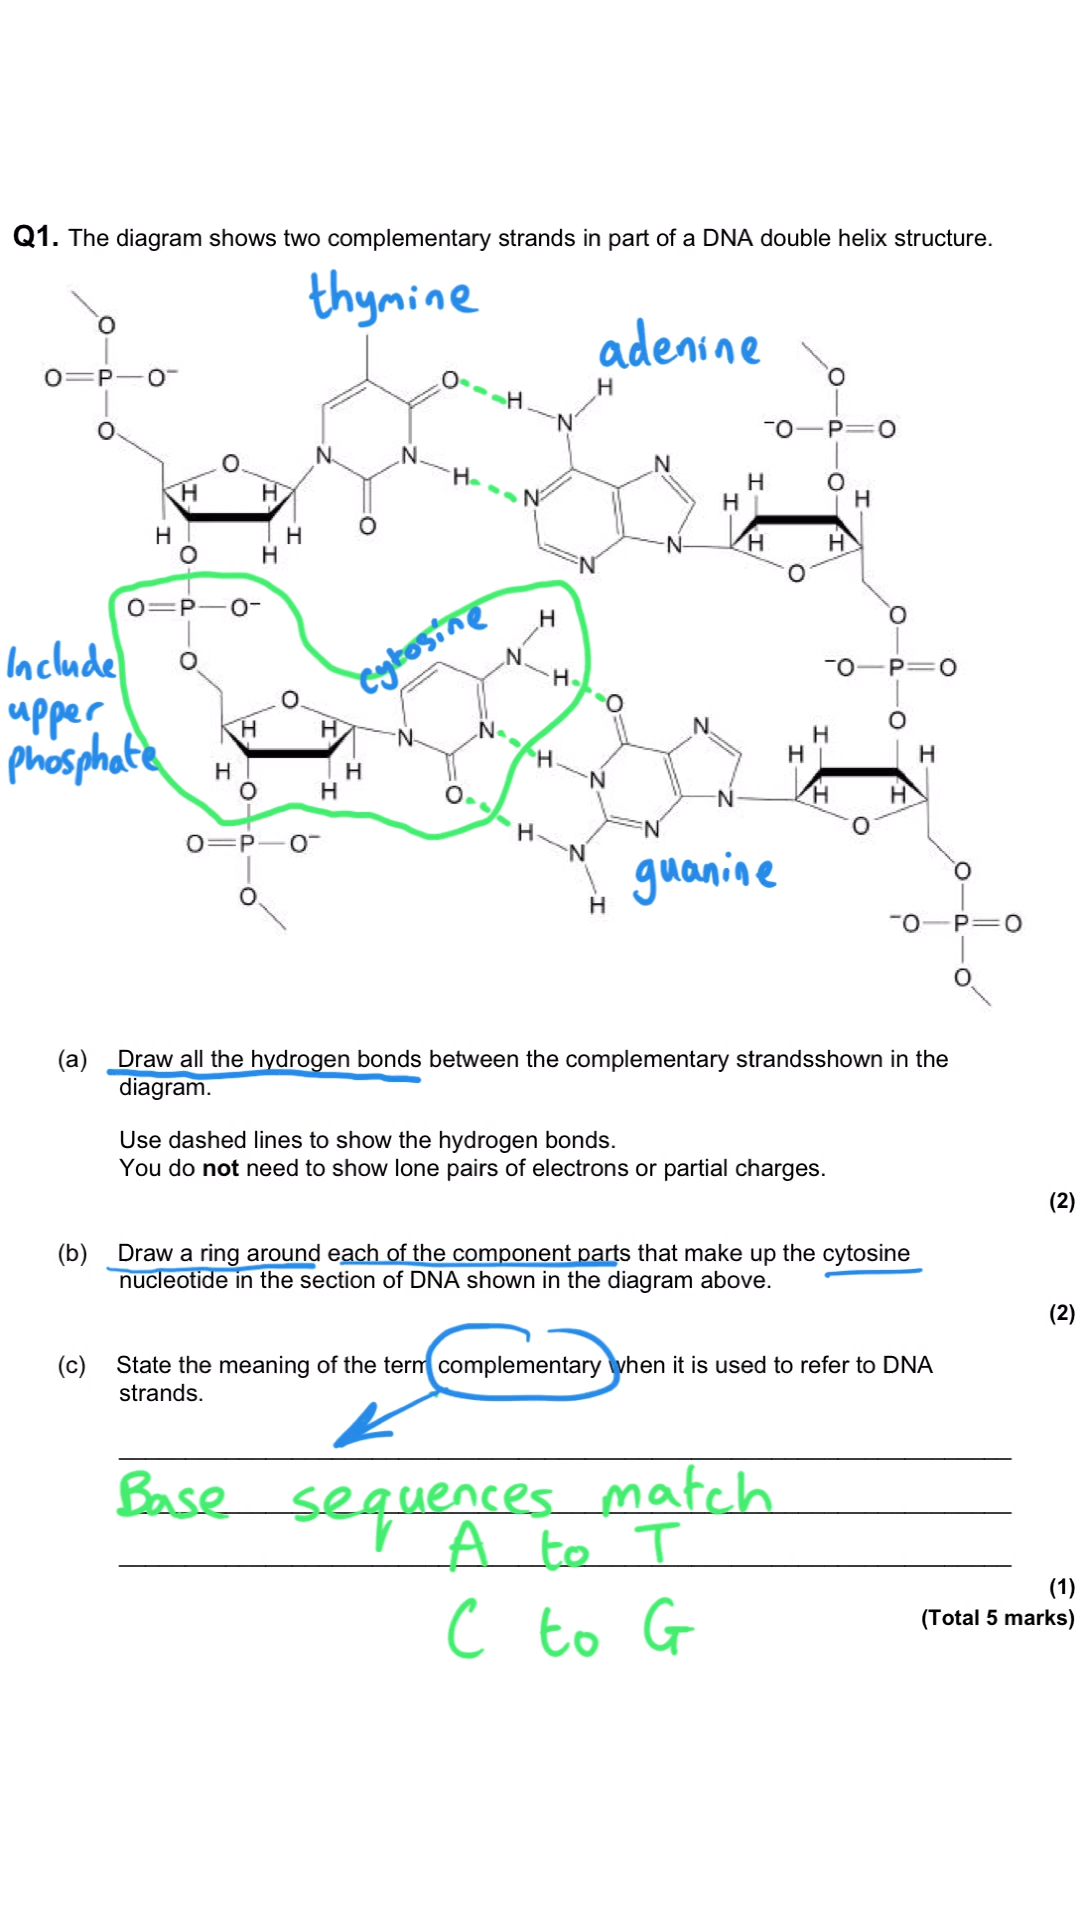 Q1. The diagram shows two complementary strands in part of a DNA double helix structure.
thymine
adenine
O
O=P—O⁻
O
O
N
O
N
H
O
H
H
N
H
H
H
H
H
O
H
N
N
N
N
O
⁻O—P=O
O
H
H
H
H
H
O
O
O=P—O⁻
O
cytosine
H
N
H
Include
upper
phosphate
O
H
H
H
H
H
O
N
N
O
O
H
N
N
N
N
H
N
H
guanine
O
⁻O—P=O
O
H
H
H
H
H
O
O=P—O⁻
O
O
⁻O—P=O
O
(a) Draw all the hydrogen bonds between the complementary strandsshown in the
diagram.
Use dashed lines to show the hydrogen bonds.
You do not need to show lone pairs of electrons or partial charges.
(2)
(b) Draw a ring around each of the component parts that make up the cytosine
nucleotide in the section of DNA shown in the diagram above.
(2)
(c) State the meaning of the term complementary when it is used to refer to DNA
strands.
Base sequences match
A to T
(1)
(Total 5 marks)
C to G